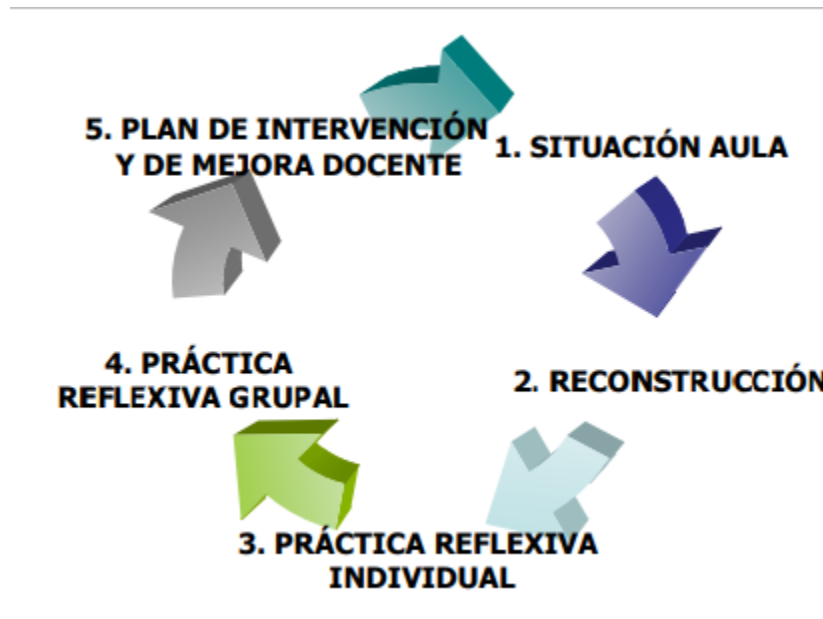 5. PLAN DE INTERVENCIÓN
Y DE MEJORA DOCENTE
1. SITUACIÓN AULA
4. PRÁCTICA
REFLEXIVA GRUPAL
2. RECONSTRUCCIÓN
3. PRÁCTICA REFLEXIVA
INDIVIDUAL